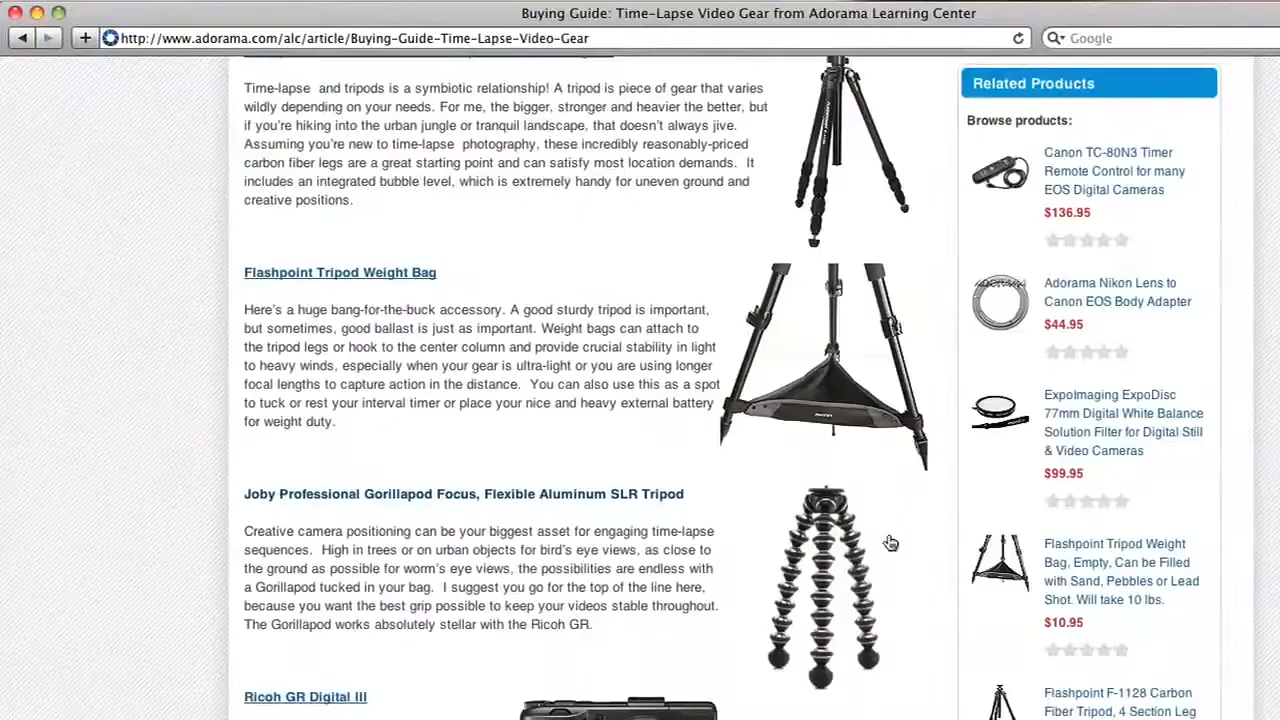 Buying Guide: Time-Lapse Video Gear from Adorama Learning Center
http://www.adorama.com/alc/article/Buying-Guide-Time-Lapse-Video-Gear
Google
Time-lapse and tripods is a symbiotic relationship! A tripod is piece of gear that varies
wildly depending on your needs. For me, the bigger, stronger and heavier the better, but
if you're hiking into the urban jungle or tranquil landscape, that doesn't always jive.
Assuming you're new to time-lapse photography, these incredibly reasonably-priced
carbon fiber legs are a great starting point and can satisfy most location demands. It
includes an integrated bubble level, which is extremely handy for uneven ground and
creative positions.
Flashpoint Tripod Weight Bag
Here's a huge bang-for-the-buck accessory. A good sturdy tripod is important,
but sometimes, good ballast is just as important. Weight bags can attach to
the tripod legs or hook to the center column and provide crucial stability in light
to heavy winds, especially when your gear is ultra-light or you are using longer
focal lengths to capture action in the distance. You can also use this as a spot
to tuck or rest your interval timer or place your nice and heavy external battery
for weight duty.
Joby Professional Gorillapod Focus, Flexible Aluminum SLR Tripod
Creative camera positioning can be your biggest asset for engaging time-lapse
sequences. High in trees or on urban objects for bird's eye views, as close to
the ground as possible for worm's eye views, the possibilities are endless with
a Gorillapod tucked in your bag. I suggest you go for the top of the line here,
because you want the best grip possible to keep your videos stable throughout.
The Gorillapod works absolutely stellar with the Ricoh GR.
Ricoh GR Digital III
Related Products
Browse products:
Canon TC-80N3 Timer
Remote Control for many
EOS Digital Cameras
$136.95
ADORAMA
Adorama Nikon Lens to
Canon EOS Body Adapter
$44.95
ExpoImaging ExpoDisc
77mm Digital White Balance
Solution Filter for Digital Still
& Video Cameras
$99.95
Flashpoint Tripod Weight
Bag, Empty, Can be Filled
with Sand, Pebbles or Lead
Shot. Will take 10 lbs.
$10.95
Flashpoint F-1128 Carbon
Fiber Tripod, 4 Section Leg